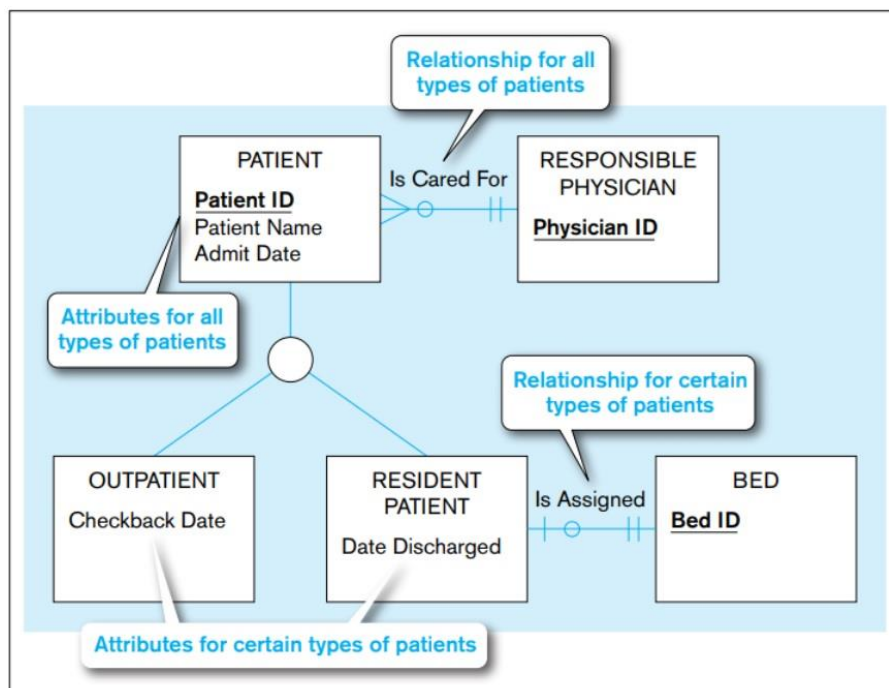 Relationship for all
types of patients
PATIENT
Patient ID
Patient Name
Admit Date
Is Cared For
RESPONSIBLE
PHYSICIAN
Physician ID
Attributes for all
types of patients
Relationship for certain
types of patients
OUTPATIENT
Checkback Date
RESIDENT
PATIENT
Date Discharged
Is Assigned
BED
Bed ID
Attributes for certain types of patients